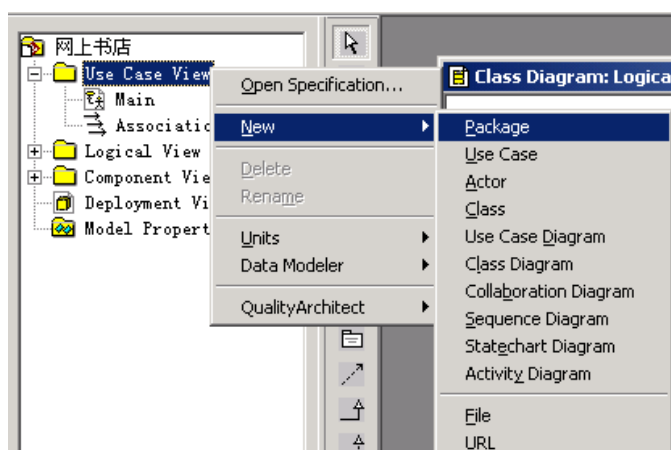 网上书店
Use Case View
Main
Associatio
Logical View
Component Vie
Deployment Vi
Model Propert
Open Specification...
New
Delete
Rename
Units
Data Modeler
QualityArchitect
Class Diagram: Logica
Package
Use Case
Actor
Class
Use Case Diagram
Class Diagram
Collaboration Diagram
Sequence Diagram
Statechart Diagram
Activity Diagram
File
URL